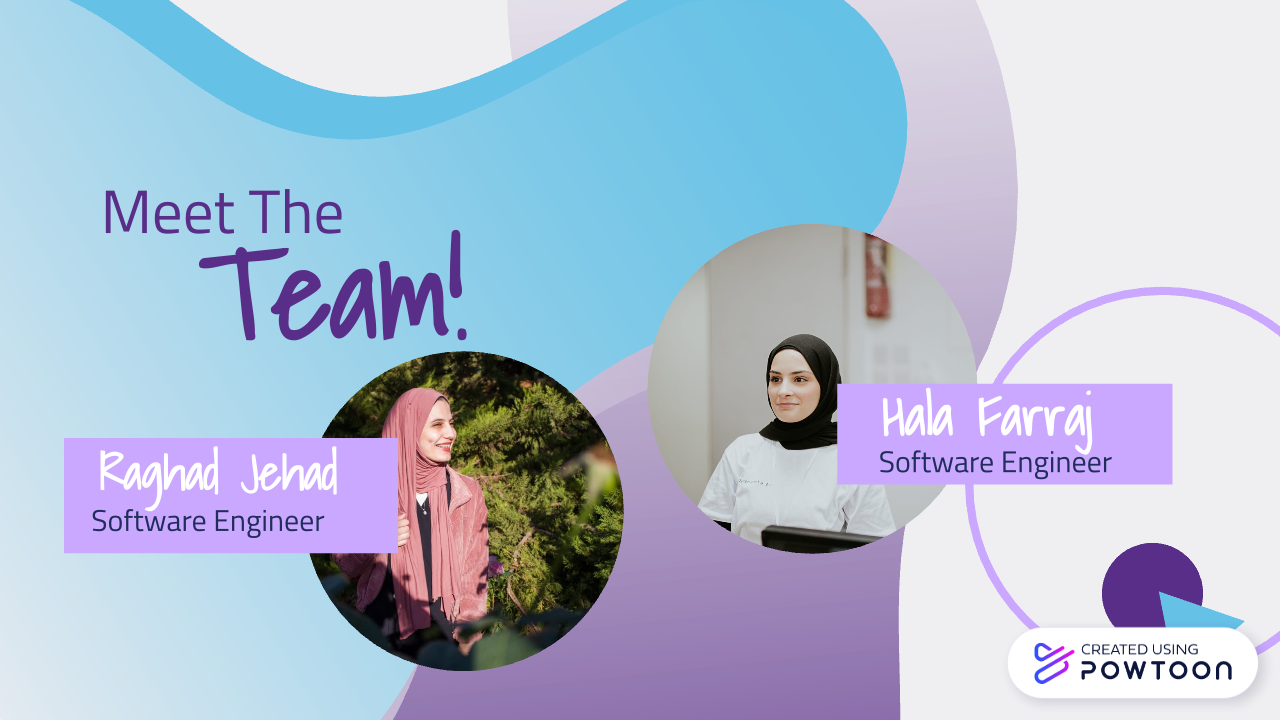 Meet The
Team!
Raghad Jehad
Software Engineer
Hala Farraj
Software Engineer
CREATED USING
POWTOON